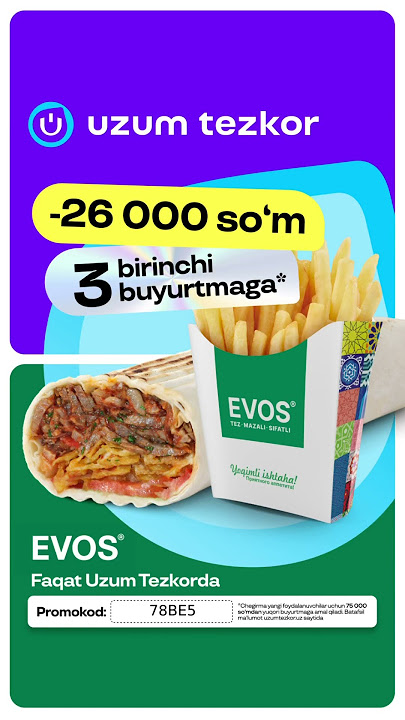 uzum tezkor
-26 000 so‘m
3 birinchi
buyurtmaga*
EVOS®
TEZ·MAZALI·SIFATLI
Yoqimli ishtaha!
Приятного аппетита!
EVOS®
Faqat Uzum Tezkorda
Promokod: 78BE5
*Chegirma yangi foydalanuvchilar uchun 75 000
so‘mdan yuqori buyurtmaga amal qiladi. Batafsil
ma’lumot uzumtezkor.uz saytida